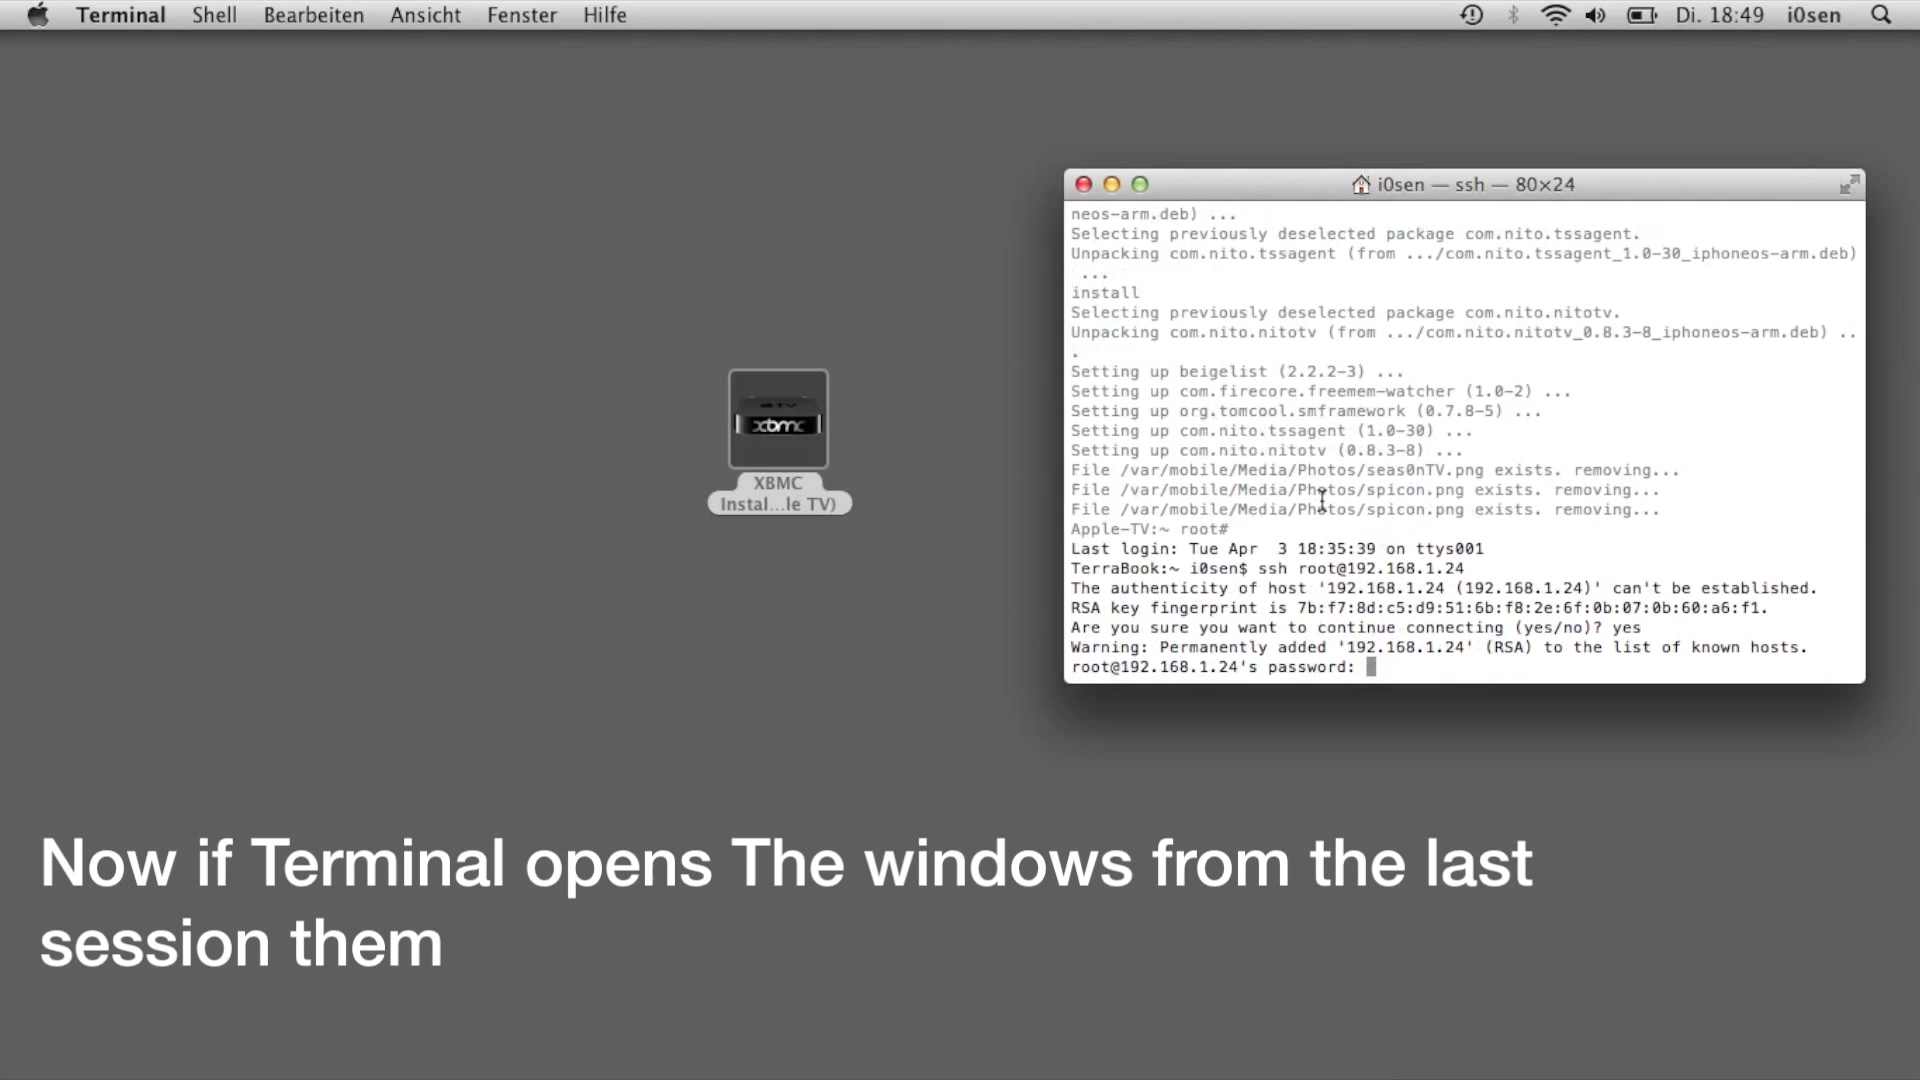 Terminal Shell Bearbeiten Ansicht Fenster Hilfe Di. 18:49 i0sen
i0sen — ssh — 80×24
neos-arm.deb) ...
Selecting previously deselected package com.nito.tssagent.
Unpacking com.nito.tssagent (from .../com.nito.tssagent_1.0-30_iphoneos-arm.deb)
...
install
Selecting previously deselected package com.nito.nitotv.
Unpacking com.nito.nitotv (from .../com.nito.nitotv_0.8.3-8_iphoneos-arm.deb) ..
.
Setting up beigelist (2.2.2-3) ...
Setting up com.firecore.freemem-watcher (1.0-2) ...
Setting up org.tomcool.smframework (0.7.8-5) ...
Setting up com.nito.tssagent (1.0-30) ...
Setting up com.nito.nitotv (0.8.3-8) ...
File /var/mobile/Media/Photos/seas0nTV.png exists. removing...
File /var/mobile/Media/Photos/spicon.png exists. removing...
File /var/mobile/Media/Photos/spicon.png exists. removing...
Apple-TV:~ root#
Last login: Tue Apr  3 18:35:39 on ttys001
TerraBook:~ i0sen$ ssh root@192.168.1.24
The authenticity of host '192.168.1.24 (192.168.1.24)' can't be established.
RSA key fingerprint is 7b:f7:8d:c5:d9:51:6b:f8:2e:6f:0b:07:0b:60:a6:f1.
Are you sure you want to continue connecting (yes/no)? yes
Warning: Permanently added '192.168.1.24' (RSA) to the list of known hosts.
root@192.168.1.24's password:
tv
xbmc
XBMC
Instal...le TV)
Now if Terminal opens The windows from the last
session them